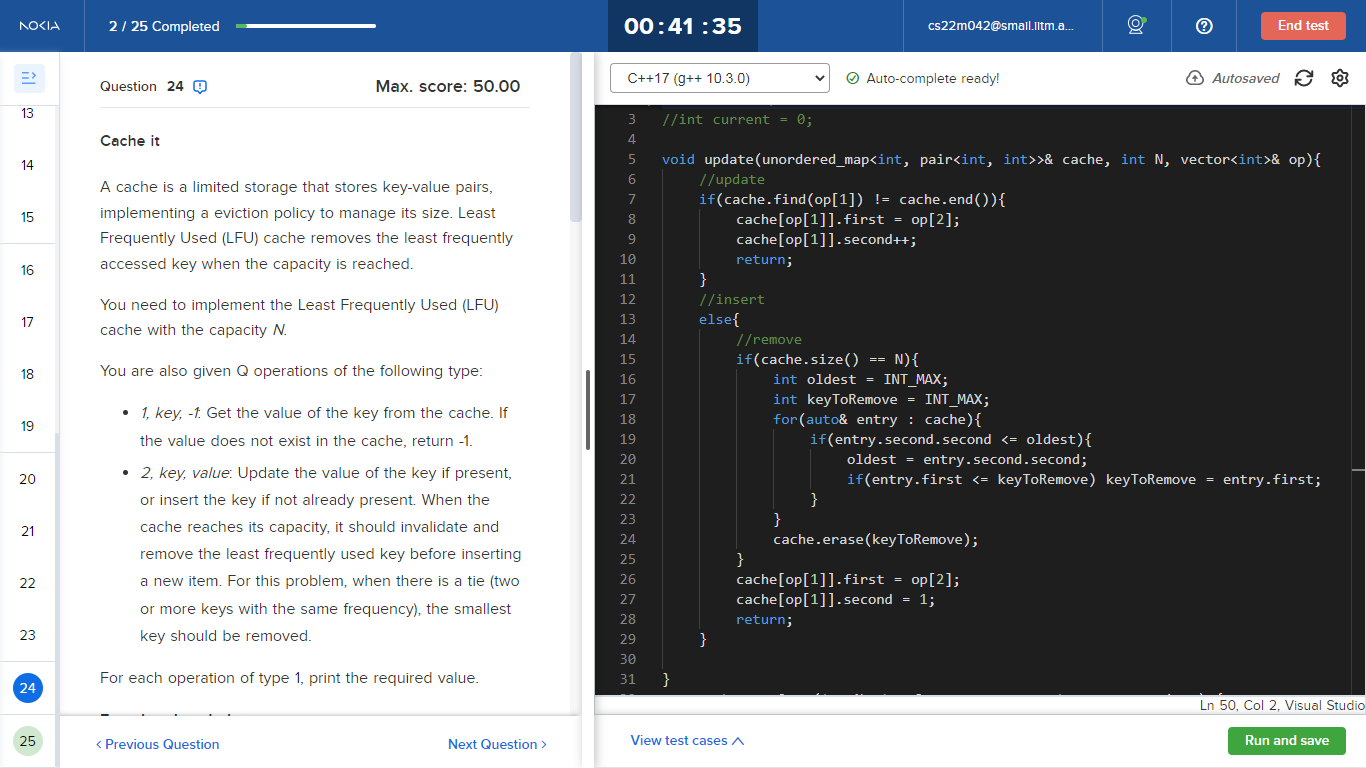 NOKIA
2 / 25 Completed
00 : 41 : 35
cs22m042@smail.iitm.a...
End test
Question 24
Max. score: 50.00
Cache it
A cache is a limited storage that stores key-value pairs,
implementing a eviction policy to manage its size. Least
Frequently Used (LFU) cache removes the least frequently
accessed key when the capacity is reached.
You need to implement the Least Frequently Used (LFU)
cache with the capacity N.
You are also given Q operations of the following type:
• 1, key, -1: Get the value of the key from the cache. If
the value does not exist in the cache, return -1.
• 2, key, value: Update the value of the key if present,
or insert the key if not already present. When the
cache reaches its capacity, it should invalidate and
remove the least frequently used key before inserting
a new item. For this problem, when there is a tie (two
or more keys with the same frequency), the smallest
key should be removed.
For each operation of type 1, print the required value.
13
14
15
16
17
18
19
20
21
22
23
24
25
< Previous Question
Next Question >
C++17 (g++ 10.3.0)
Auto-complete ready!
Autosaved
3 //int current = 0;
4
5 void update(unordered_map<int, pair<int, int>>& cache, int N, vector<int>& op){
6 //update
7 if(cache.find(op[1]) != cache.end()){
8 cache[op[1]].first = op[2];
9 cache[op[1]].second++;
10 return;
11 }
12 //insert
13 else{
14 //remove
15 if(cache.size() == N){
16 int oldest = INT_MAX;
17 int keyToRemove = INT_MAX;
18 for(auto& entry : cache){
19 if(entry.second.second <= oldest){
20 oldest = entry.second.second;
21 if(entry.first <= keyToRemove) keyToRemove = entry.first;
22 }
23 }
24 cache.erase(keyToRemove);
25 }
26 cache[op[1]].first = op[2];
27 cache[op[1]].second = 1;
28 return;
29 }
30
31 }
Ln 50, Col 2, Visual Studio
View test cases
Run and save